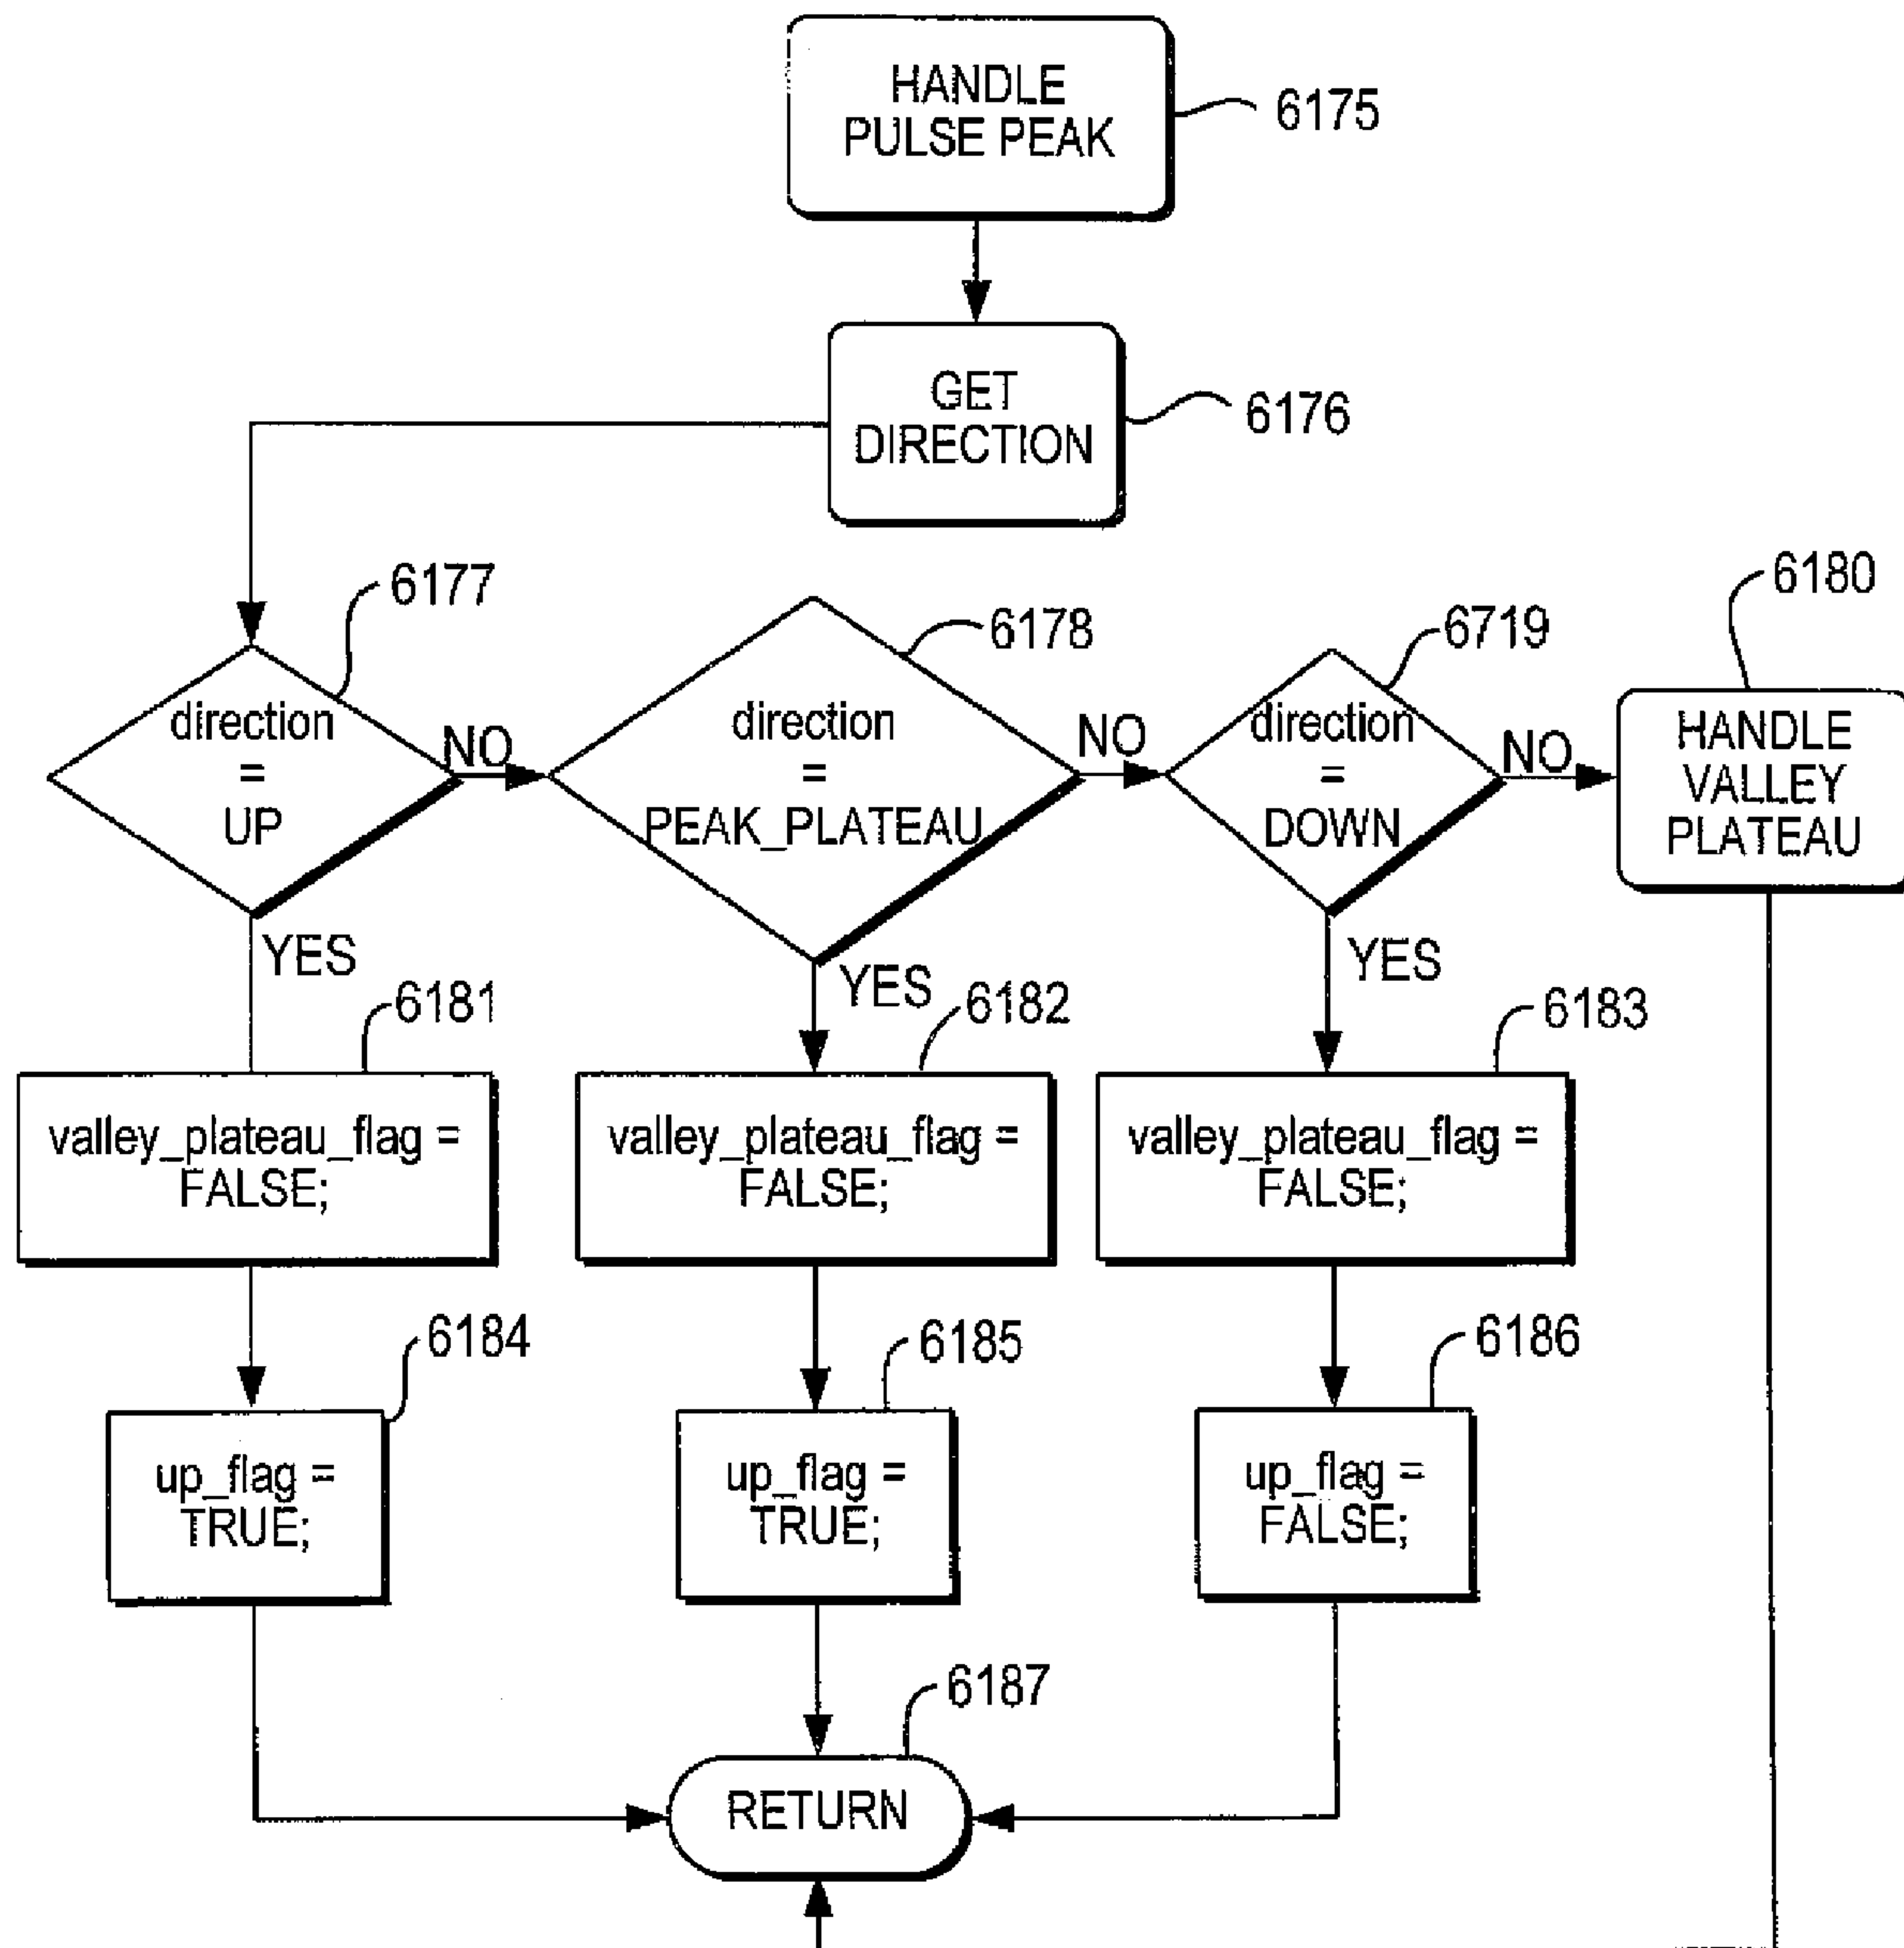 HANDLE
PULSE PEAK
6175
GET
DIRECTION
6176
6177
direction
=
UP
NO
YES
6178
direction
=
PEAK_PLATEAU
NO
YES
6719
direction
=
DOWN
NO
YES
6180
HANDLE
VALLEY
PLATEAU
6181
valley_plateau_flag =
FALSE;
6182
valley_plateau_flag =
FALSE;
6183
valley_plateau_flag =
FALSE;
6184
up_flag =
TRUE;
6185
up_flag =
TRUE;
6186
up_flag =
FALSE;
6187
RETURN